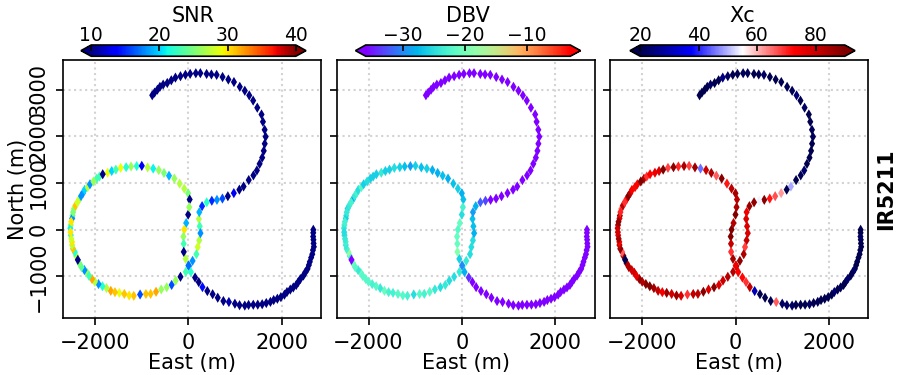 SNR DBV Xc
10 20 30 40 −30 −20 −10 20 40 60 80
3000
2000
1000
0
−1000
North (m)
IR5211
−2000 0 2000 −2000 0 2000 −2000 0 2000
East (m) East (m) East (m)